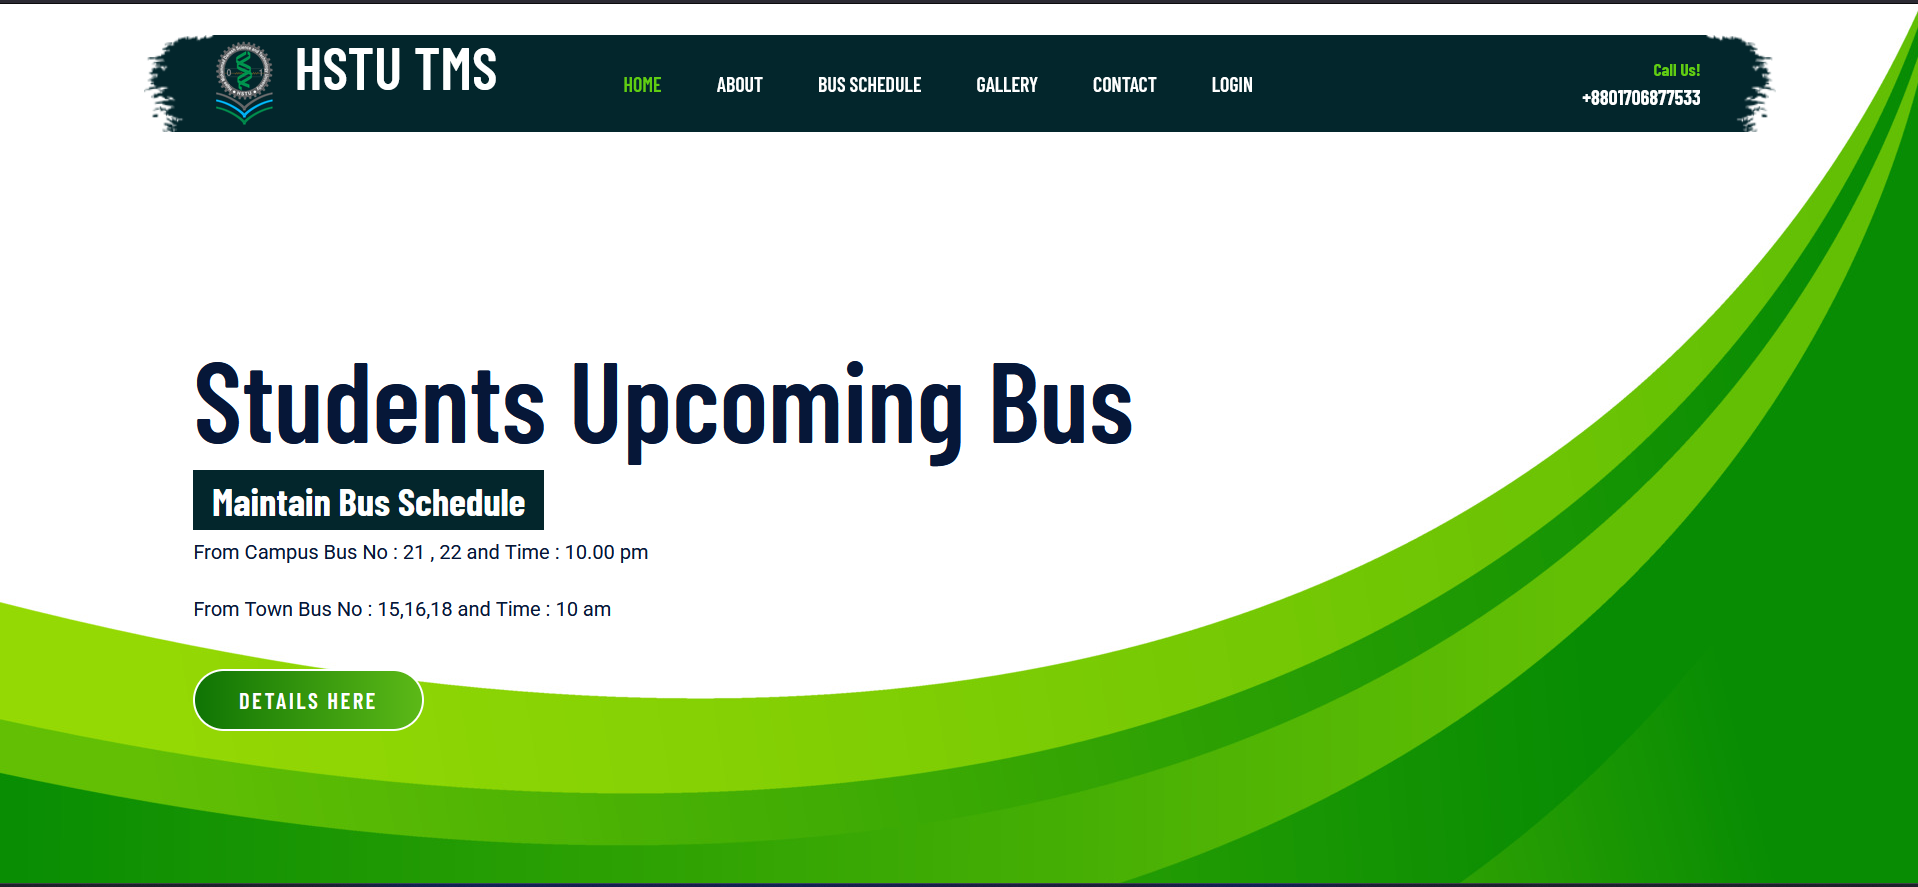 HSTU TMS
HOME ABOUT BUS SCHEDULE GALLERY CONTACT LOGIN
Call Us!
+8801706877533
Students Upcoming Bus
Maintain Bus Schedule
From Campus Bus No : 21 , 22 and Time : 10.00 pm
From Town Bus No : 15,16,18 and Time : 10 am
DETAILS HERE